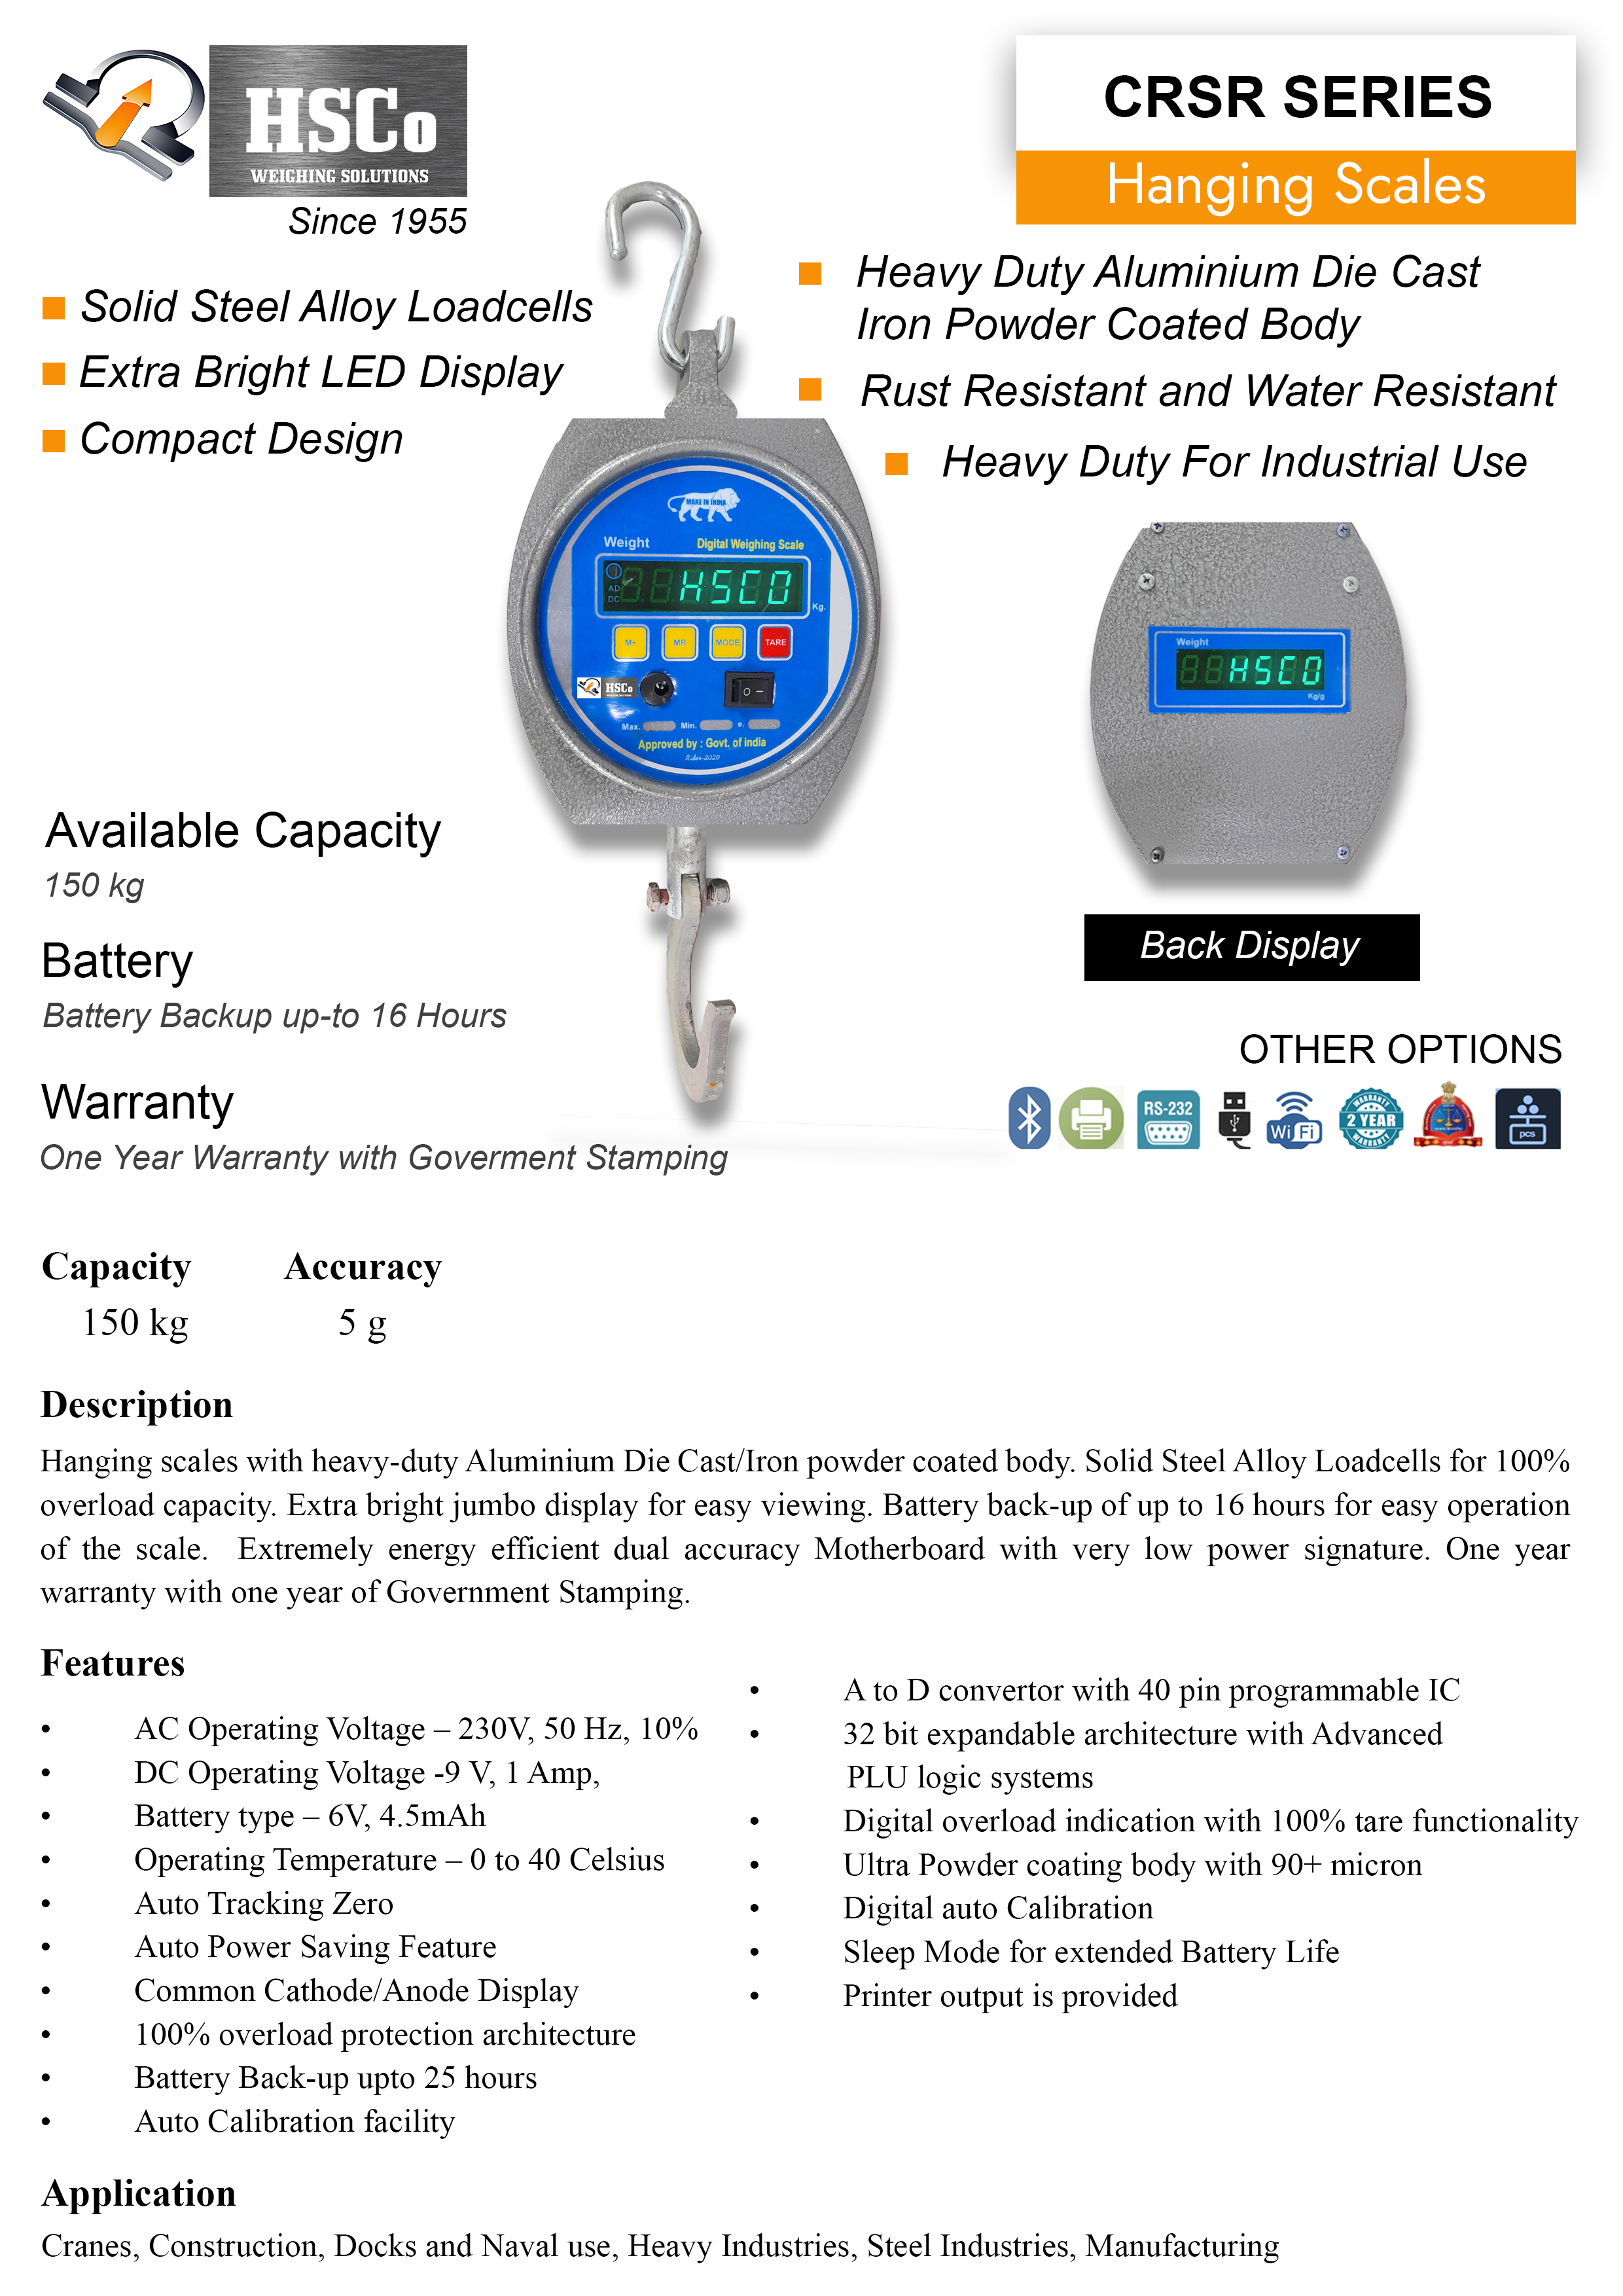 HSCo
WEIGHING SOLUTIONS
Since 1955
CRSR SERIES
Hanging Scales
Solid Steel Alloy Loadcells
Extra Bright LED Display
Compact Design
Heavy Duty Aluminium Die Cast
Iron Powder Coated Body
Rust Resistant and Water Resistant
Heavy Duty For Industrial Use
MAKE IN INDIA
Weight
Digital Weighing Scale
AD
DC
HSCO
Kg.
M+ MR MODE TARE
HSCo
Max. Min. e.
Approved by : Govt. of india
Weight
HSCO
Kg/g
Back Display
Available Capacity
150 kg
Battery
Battery Backup up-to 16 Hours
Warranty
One Year Warranty with Goverment Stamping
OTHER OPTIONS
RS-232
WiFi
WARRANTY
2 YEAR
WARRANTY
pcs
Capacity Accuracy
150 kg 5 g
Description
Hanging scales with heavy-duty Aluminium Die Cast/Iron powder coated body. Solid Steel Alloy Loadcells for 100%
overload capacity. Extra bright jumbo display for easy viewing. Battery back-up of up to 16 hours for easy operation
of the scale. Extremely energy efficient dual accuracy Motherboard with very low power signature. One year
warranty with one year of Government Stamping.
Features
• AC Operating Voltage – 230V, 50 Hz, 10%
• DC Operating Voltage -9 V, 1 Amp,
• Battery type – 6V, 4.5mAh
• Operating Temperature – 0 to 40 Celsius
• Auto Tracking Zero
• Auto Power Saving Feature
• Common Cathode/Anode Display
• 100% overload protection architecture
• Battery Back-up upto 25 hours
• Auto Calibration facility
• A to D convertor with 40 pin programmable IC
• 32 bit expandable architecture with Advanced
PLU logic systems
• Digital overload indication with 100% tare functionality
• Ultra Powder coating body with 90+ micron
• Digital auto Calibration
• Sleep Mode for extended Battery Life
• Printer output is provided
Application
Cranes, Construction, Docks and Naval use, Heavy Industries, Steel Industries, Manufacturing